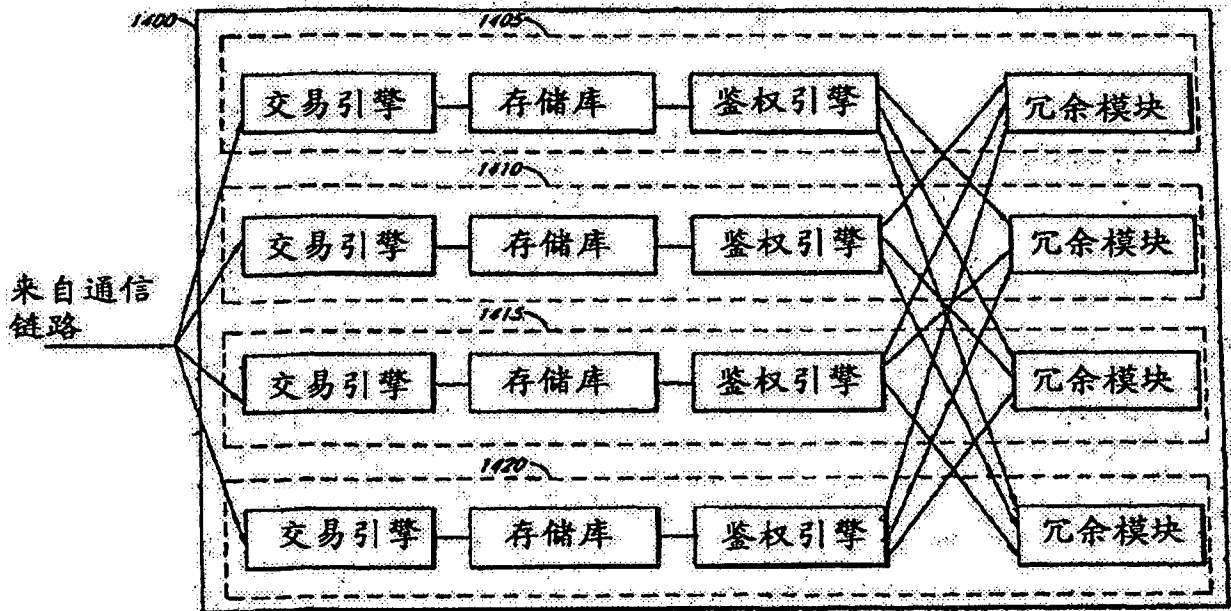 1400
1405
交易引擎 存储库 鉴权引擎 冗余模块
1410
交易引擎 存储库 鉴权引擎 冗余模块
来自通信
链路
1415
交易引擎 存储库 鉴权引擎 冗余模块
1420
交易引擎 存储库 鉴权引擎 冗余模块